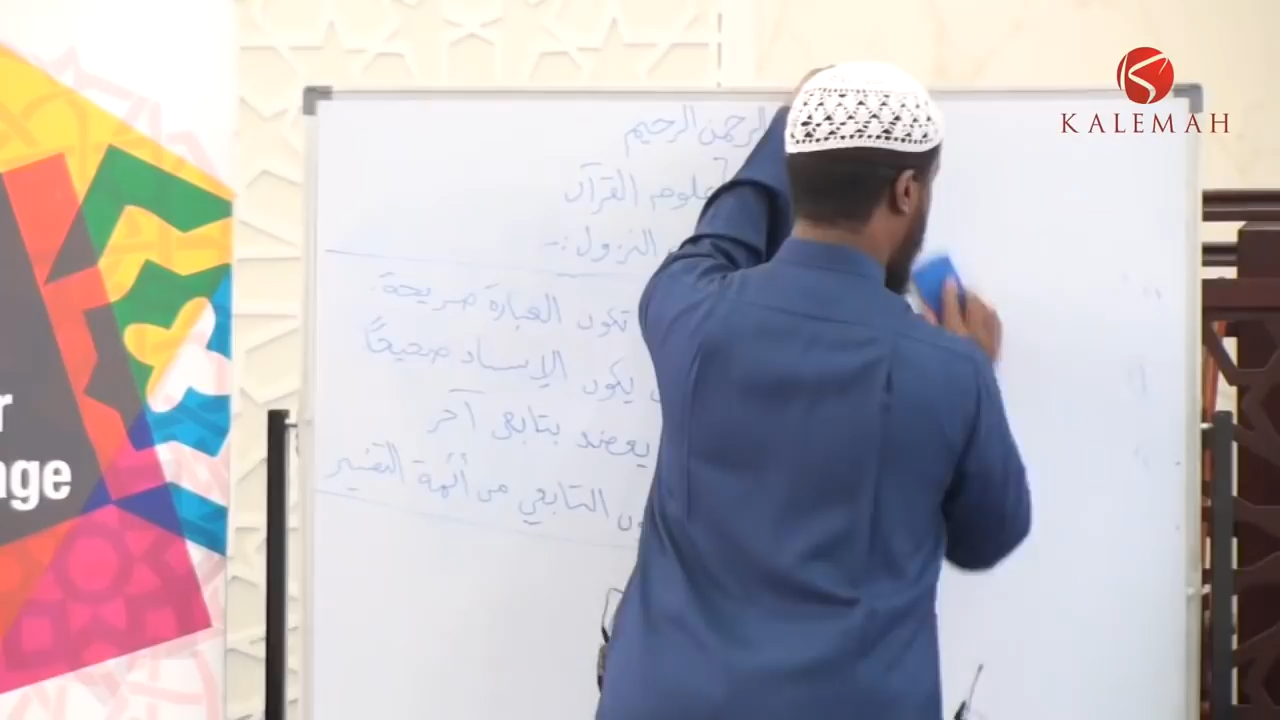 الرحمن الرحيم
علوم القرآن
النزول :-
تكون العبارة صريحة.
يكون الإسناد صحيحًا
يعضد بتابعي آخر
التابعي من أئمة التفسير
KALEMAH
r
nge